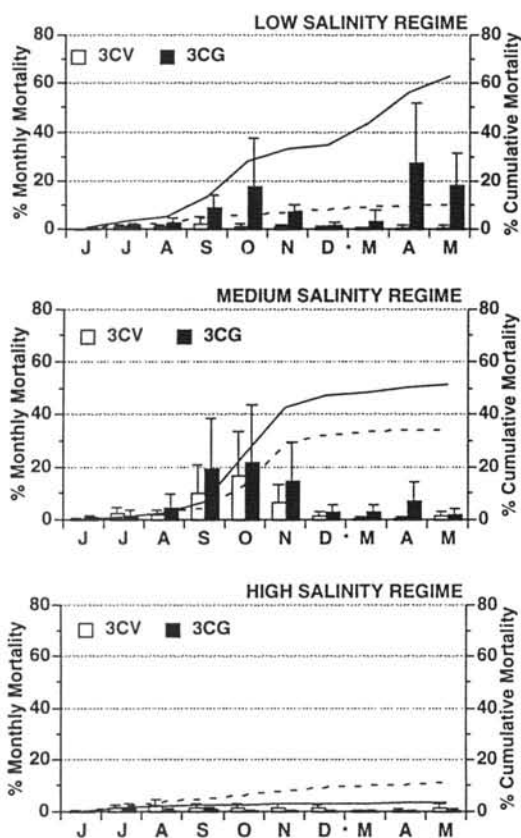 LOW SALINITY REGIME
3CV 3CG
% Monthly Mortality
80
60
40
20
0
80
60
40
20
0
% Cumulative Mortality
J J A S O N D * M A M
MEDIUM SALINITY REGIME
3CV 3CG
% Monthly Mortality
80
60
40
20
0
80
60
40
20
0
% Cumulative Mortality
J J A S O N D * M A M
HIGH SALINITY REGIME
3CV 3CG
% Monthly Mortality
80
60
40
20
0
80
60
40
20
0
% Cumulative Mortality
J J A S O N D * M A M